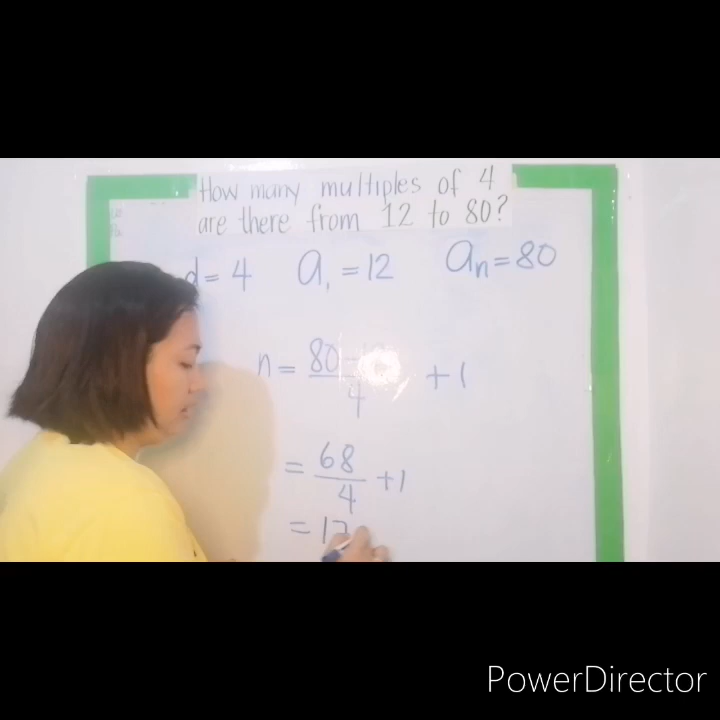 How many multiples of 4
are there from 12 to 80?
d = 4 a₁ = 12 aₙ = 80
n = 80 - / 4 + 1
= 68 / 4 + 1
= 17
PowerDirector